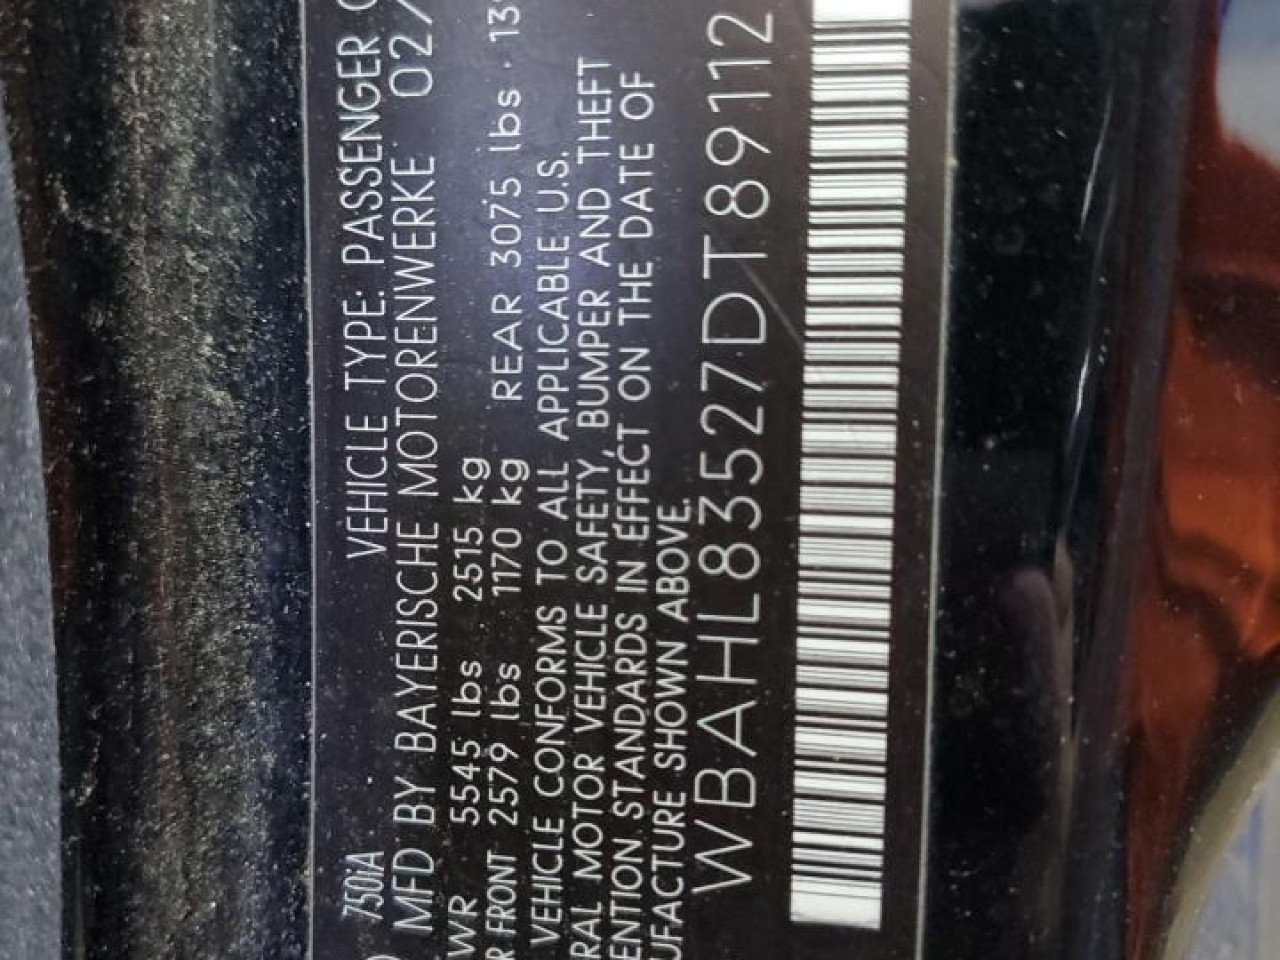 750iA VEHICLE TYPE: PASSENGER
MFD BY BAYERISCHE MOTORENWERKE 02/
WR 5545 lbs 2515 kg
R FRONT 2579 lbs 1170 kg REAR 3075 lbs · 13
VEHICLE CONFORMS TO ALL APPLICABLE U.S.
RAL MOTOR VEHICLE SAFETY, BUMPER AND THEFT
ENTION STANDARDS IN EFFECT ON THE DATE OF
UFACTURE SHOWN ABOVE.
WBAHL83527DT89112